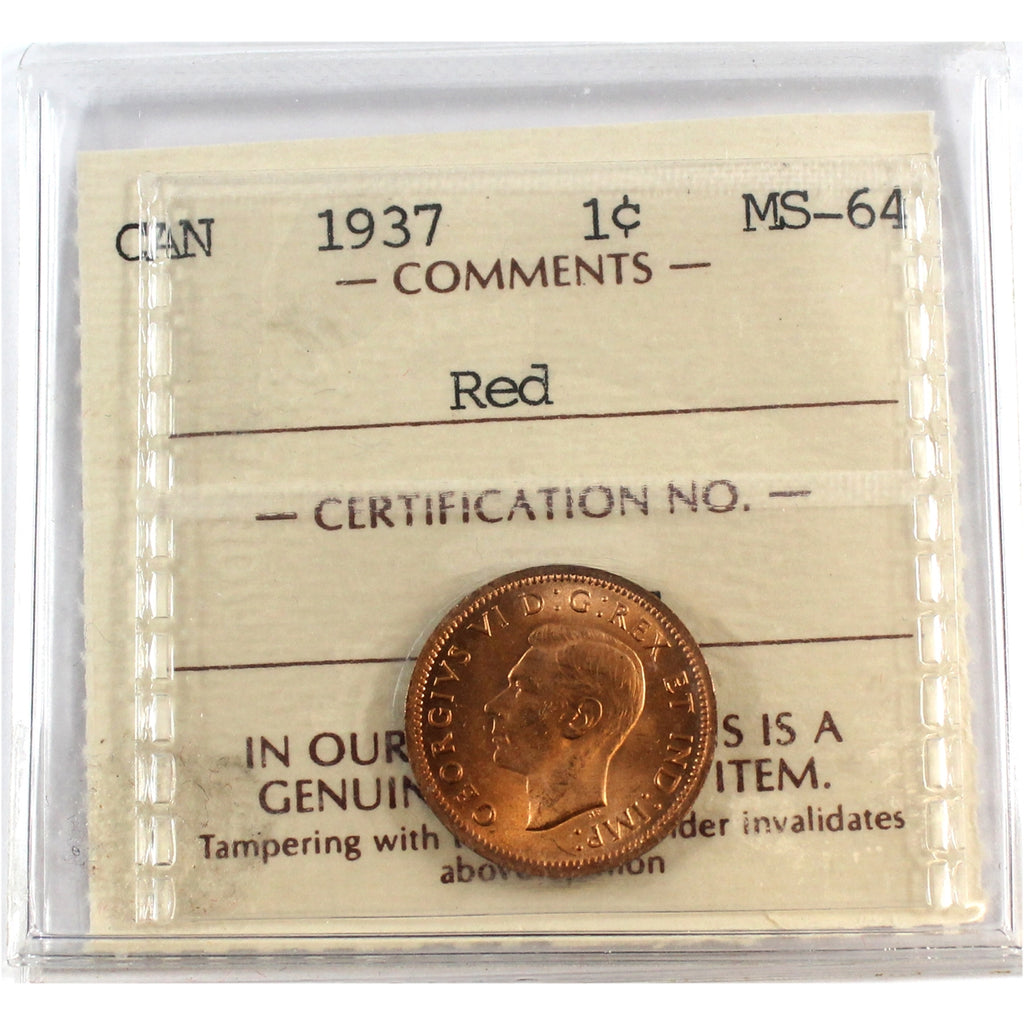 CAN 1937 1¢ MS-64
— COMMENTS —
Red
— CERTIFICATION NO. —
GEORGIVS VI D:G:REX ET IND:IMP:
IN OUR S IS A
GENUIN ITEM.
Tampering with der invalidates
above